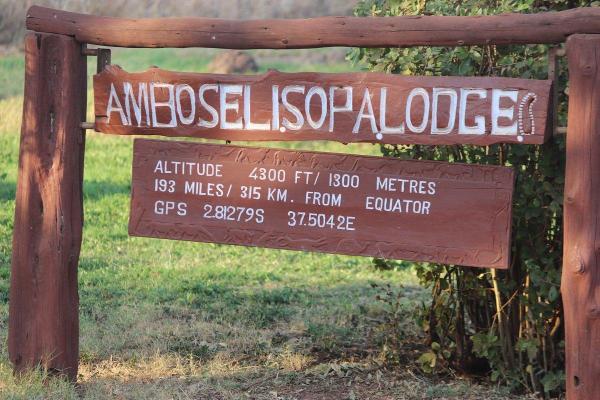 AMBOSELI.SOPA.LODGE.
ALTITUDE 4300 FT/ 1300 METRES
193 MILES/ 315 KM. FROM EQUATOR
GPS 2.81279S 37.5042E